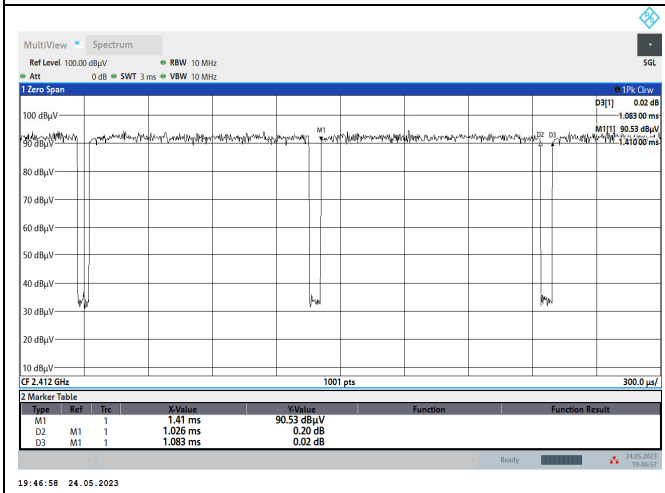 MultiView Spectrum
Ref Level 100.00 dBµV RBW 10 MHz SGL
Att 0 dB SWT 3 ms VBW 10 MHz
1 Zero Span 1Pk Clrw
D3[1] 0.02 dB
1.083 00 ms
M1[1] 90.53 dBµV
1.410 00 ms
100 dBµV
M1
D2 D3
90 dBµV
80 dBµV
70 dBµV
60 dBµV
50 dBµV
40 dBµV
30 dBµV
20 dBµV
10 dBµV
CF 2.412 GHz 1001 pts 300.0 µs/
2 Marker Table
Type Ref Trc X-Value Y-Value Function Function Result
M1 1 1.41 ms 90.53 dBµV
D2 M1 1 1.026 ms 0.20 dB
D3 M1 1 1.083 ms 0.02 dB
Ready 24.05.2023
19:46:57
19:46:58 24.05.2023